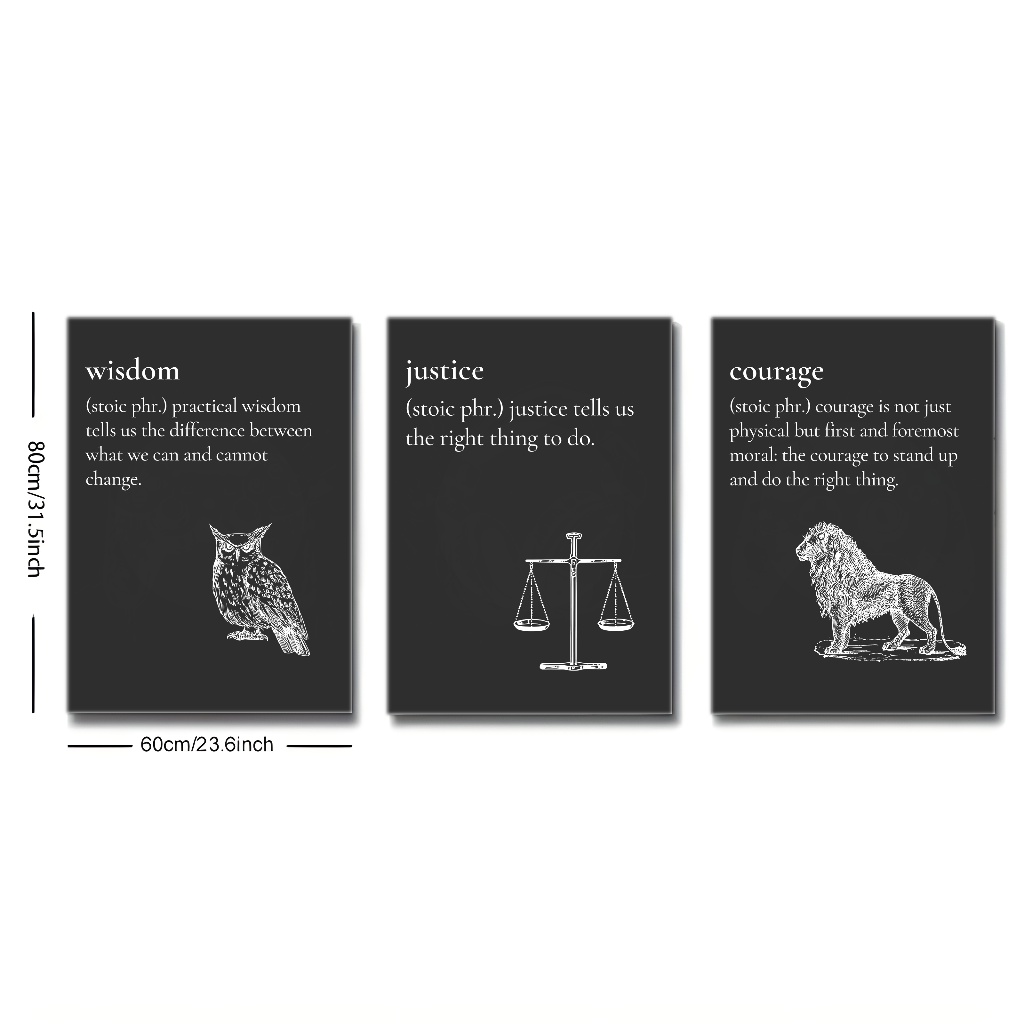 wisdom
(stoic phr.) practical wisdom
tells us the difference between
what we can and cannot
change.
justice
(stoic phr.) justice tells us
the right thing to do.
courage
(stoic phr.) courage is not just
physical but first and foremost
moral: the courage to stand up
and do the right thing.
80cm/31.5inch
60cm/23.6inch